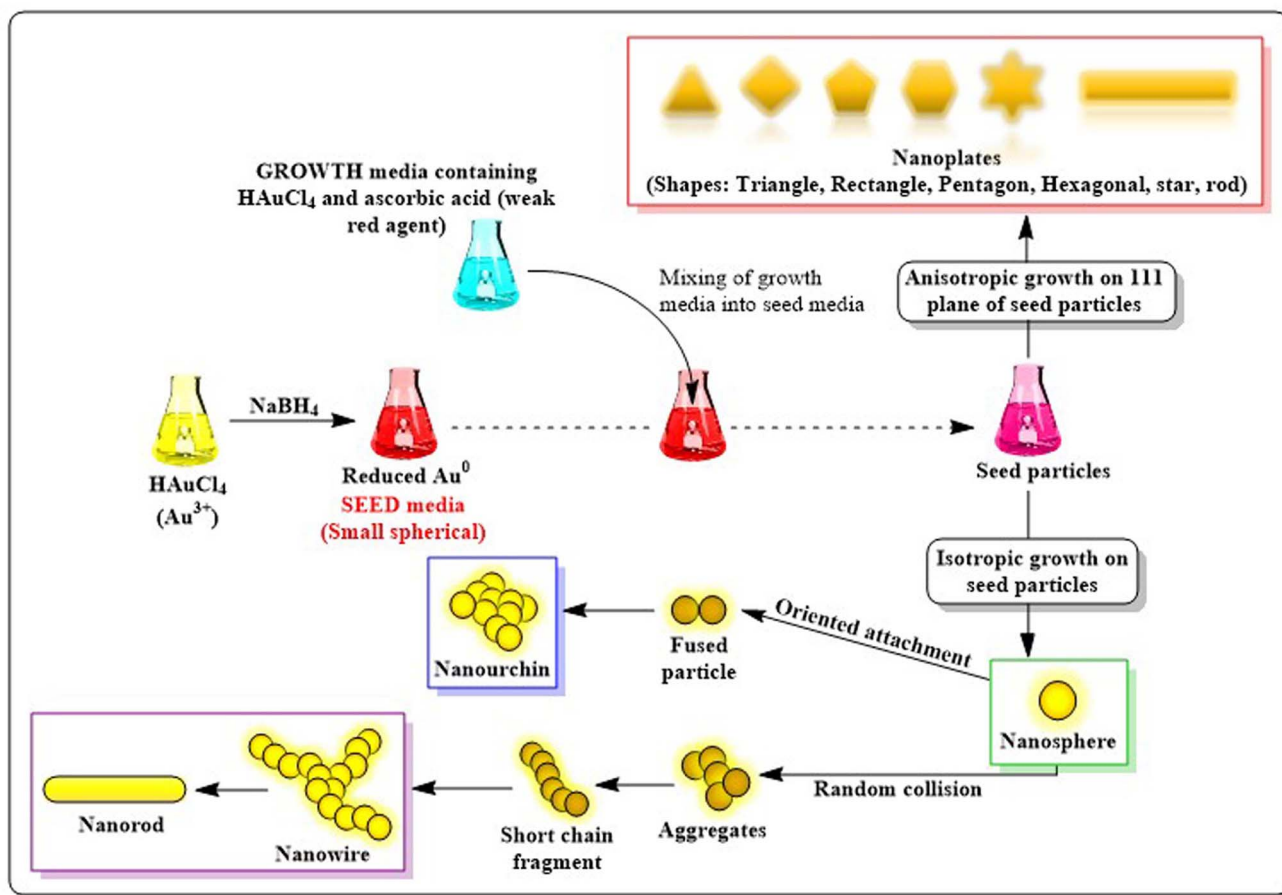 Nanoplates
(Shapes: Triangle, Rectangle, Pentagon, Hexagonal, star, rod)
GROWTH media containing
HAuCl₄ and ascorbic acid (weak
red agent)
Mixing of growth
media into seed media
Anisotropic growth on 111
plane of seed particles
NaBH₄
HAuCl₄
(Au³⁺)
Reduced Au⁰
SEED media
(Small spherical)
Seed particles
Isotropic growth on
seed particles
Oriented attachment
Fused
particle
Nanourchin
Nanosphere
Random collision
Aggregates
Short chain
fragment
Nanowire
Nanorod